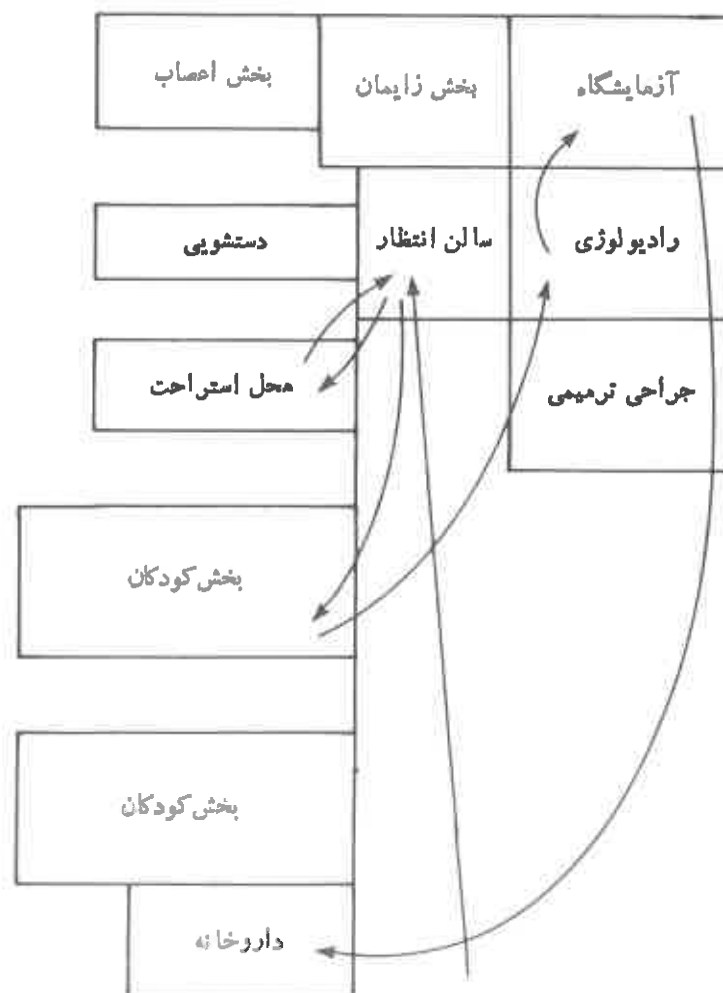 آزمایشگاه
بخش زایمان
بخش اعصاب
رادیولوژی
سالن انتظار
دستشویی
جراحی ترمیمی
محل استراحت
بخش کودکان
بخش کودکان
داروخانه